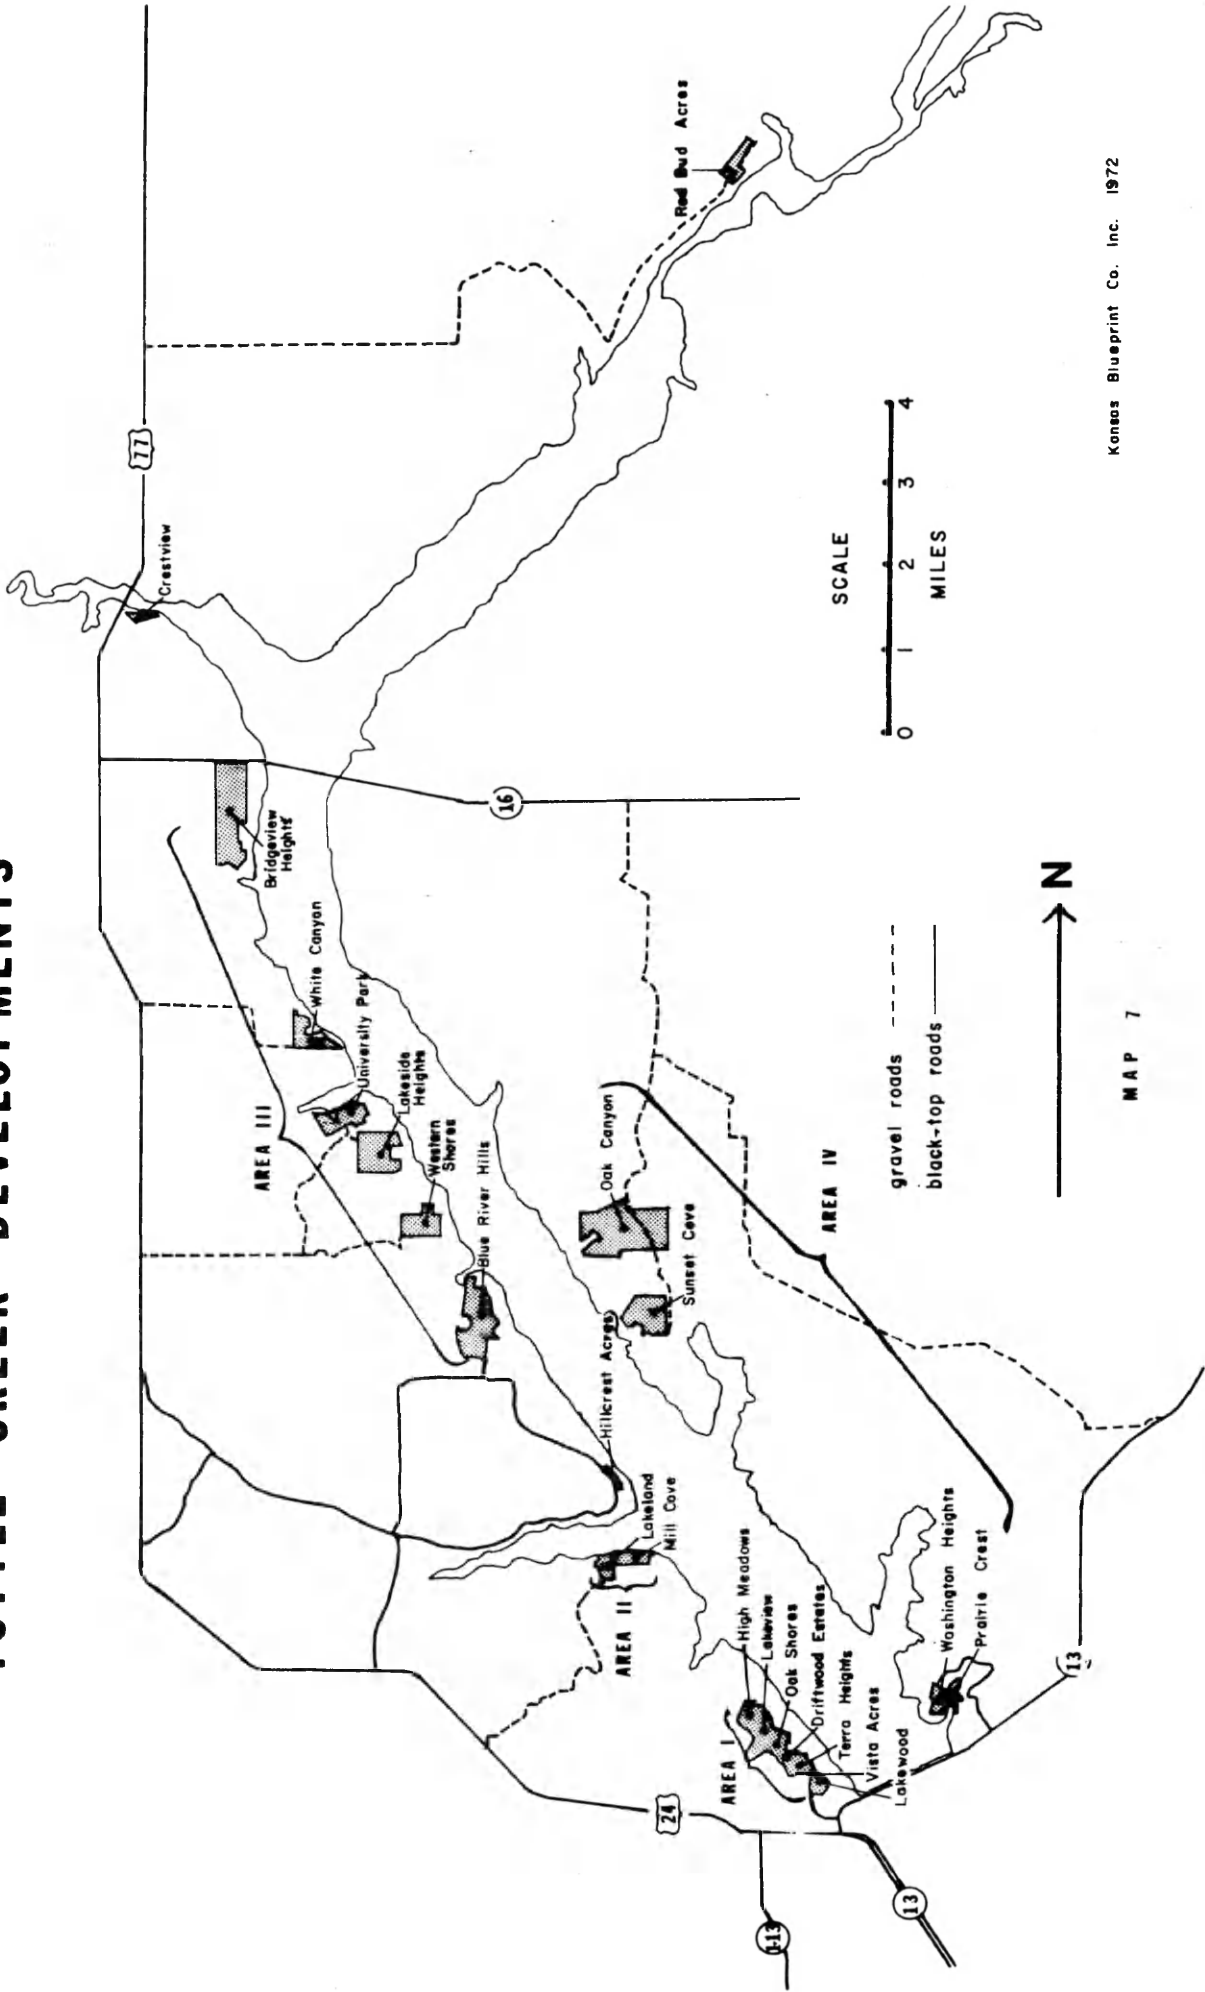 TUTTLE CREEK DEVELOPMENTS
77
Crestview
Red Bud Acres
Bridgeview
Heights
16
White Canyon
University Park
Lakeside
Heights
Western
Shores
Blue River Hills
AREA III
Oak Canyon
Sunset Cove
AREA IV
Hillcrest Acres
Lakeland
Mill Cove
AREA II
High Meadows
Lakeview
Oak Shores
Driftwood Estates
Terra Heights
Vista Acres
Lakewood
AREA I
Washington Heights
Prairie Crest
13
24
113
13
SCALE
0 1 2 3 4
MILES
gravel roads
black-top roads
N
MAP 7
Kansas Blueprint Co. Inc. 1972